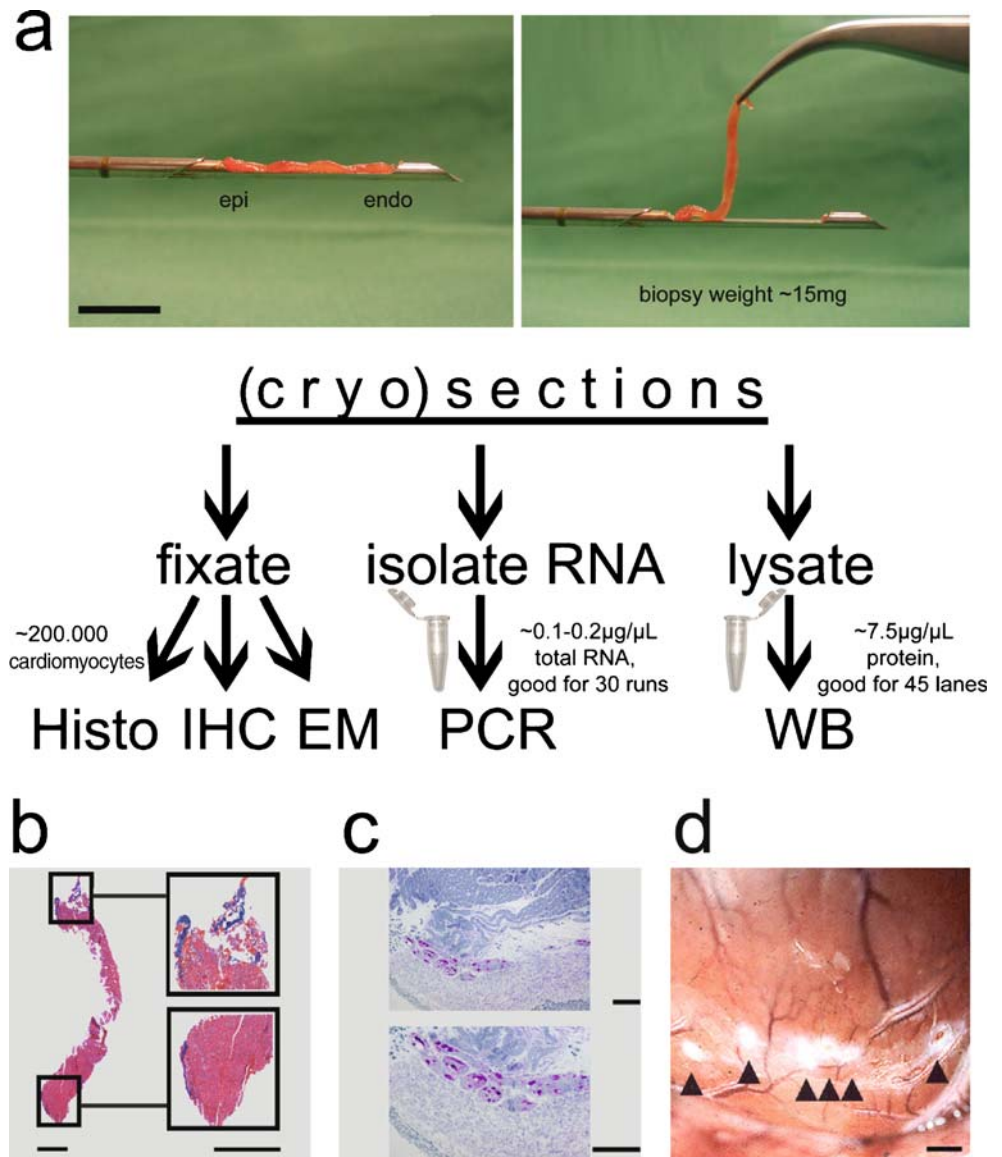 a
epi endo
biopsy weight ~15mg
(cryo)sections
fixate isolate RNA lysate
~200.000
cardiomyocytes
~0.1-0.2µg/µL
total RNA,
good for 30 runs
~7.5µg/µL
protein,
good for 45 lanes
Histo IHC EM PCR WB
b c d